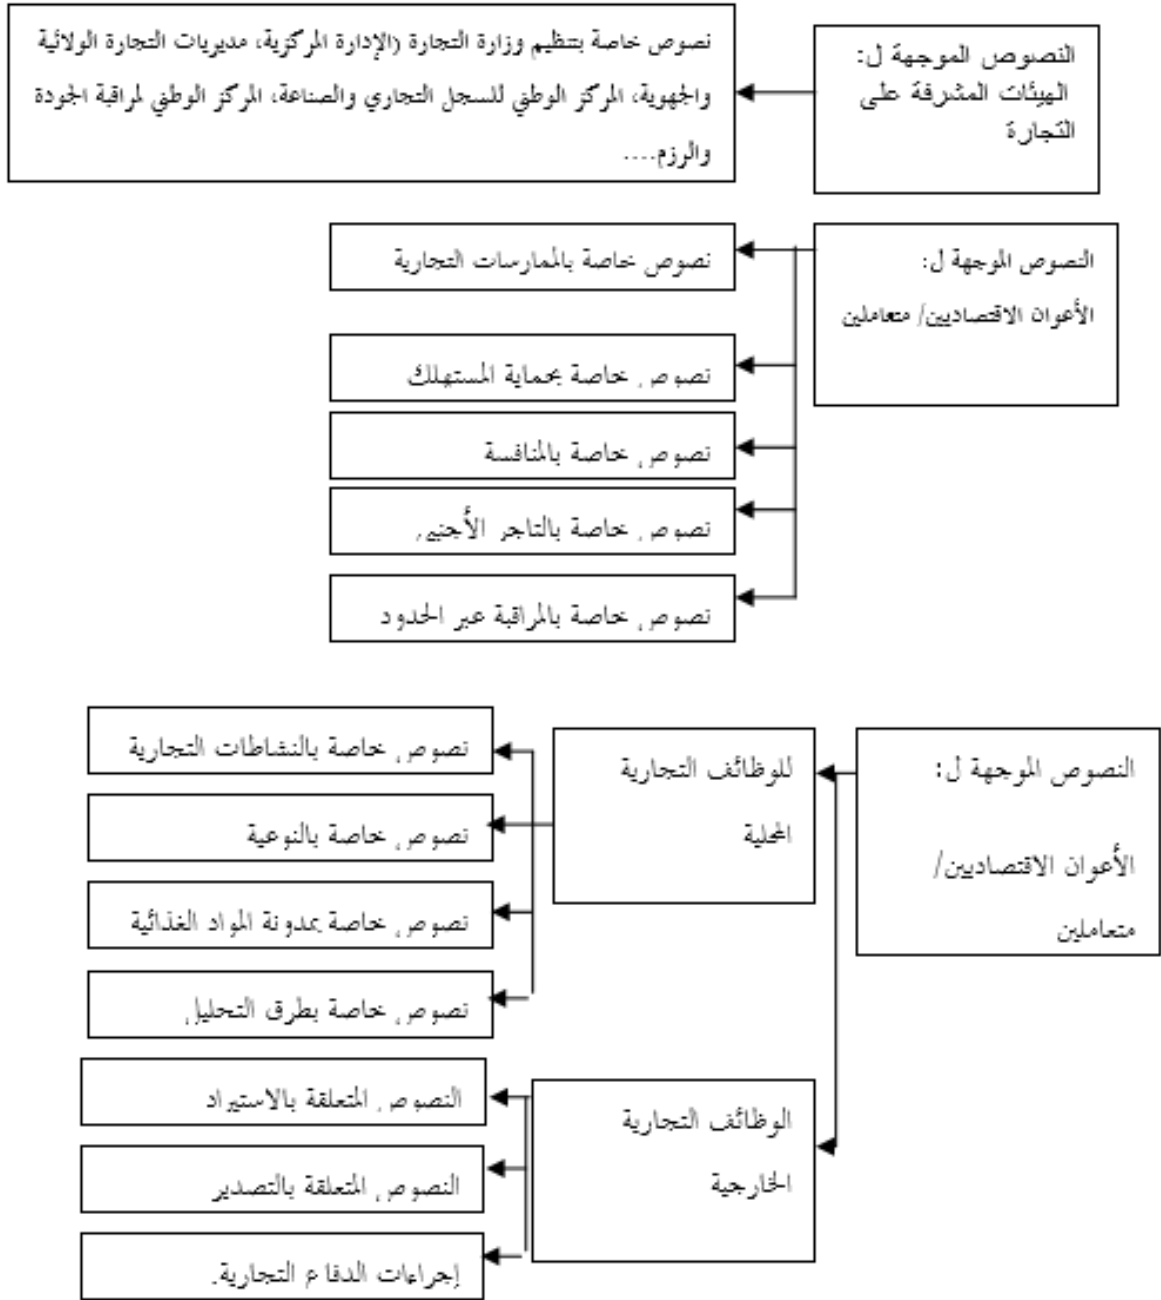 النصوص الموجهة ل:
الهيئات المشرفة على
التجارة
نصوص خاصة بتنظيم وزارة التجارة (الإدارة المركزية، مديريات التجارة الولائية
والجهوية، المركز الوطني للسجل التجاري والصناعة، المركز الوطني لمراقبة الجودة
والرزم....
النصوص الموجهة ل:
الأعوان الاقتصاديين/ متعاملين
نصوص خاصة بالممارسات التجارية
نصوص خاصة بحماية المستهلك
نصوص خاصة بالمنافسة
نصوص خاصة بالتاجر الأجنبي
نصوص خاصة بالمراقبة عبر الحدود
النصوص الموجهة ل:
الأعوان الاقتصاديين/
متعاملين
للوظائف التجارية
المحلية
نصوص خاصة بالنشاطات التجارية
نصوص خاصة بالنوعية
نصوص خاصة بمدونة المواد الغذائية
نصوص خاصة بطرق التحليل
الوظائف التجارية
الخارجية
النصوص المتعلقة بالاستيراد
النصوص المتعلقة بالتصدير
إجراءات الدفاع التجارية.